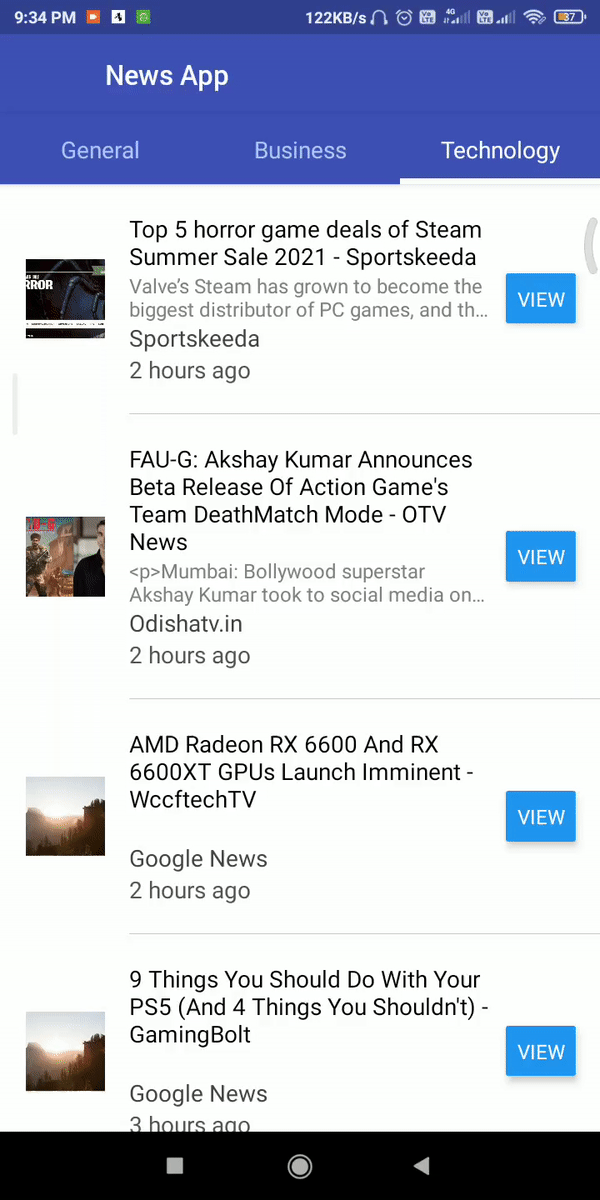 9:34 PM
122KB/s
4G
37
News App
General
Business
Technology
Top 5 horror game deals of Steam
Summer Sale 2021 - Sportskeeda
Valve's Steam has grown to become the
biggest distributor of PC games, and th...
Sportskeeda
2 hours ago
VIEW
FAU-G: Akshay Kumar Announces
Beta Release Of Action Game's
Team DeathMatch Mode - OTV
News
<p>Mumbai: Bollywood superstar
Akshay Kumar took to social media on...
Odishatv.in
2 hours ago
VIEW
AMD Radeon RX 6600 And RX
6600XT GPUs Launch Imminent -
WccftechTV
Google News
2 hours ago
VIEW
9 Things You Should Do With Your
PS5 (And 4 Things You Shouldn't) -
GamingBolt
Google News
3 hours ago
VIEW